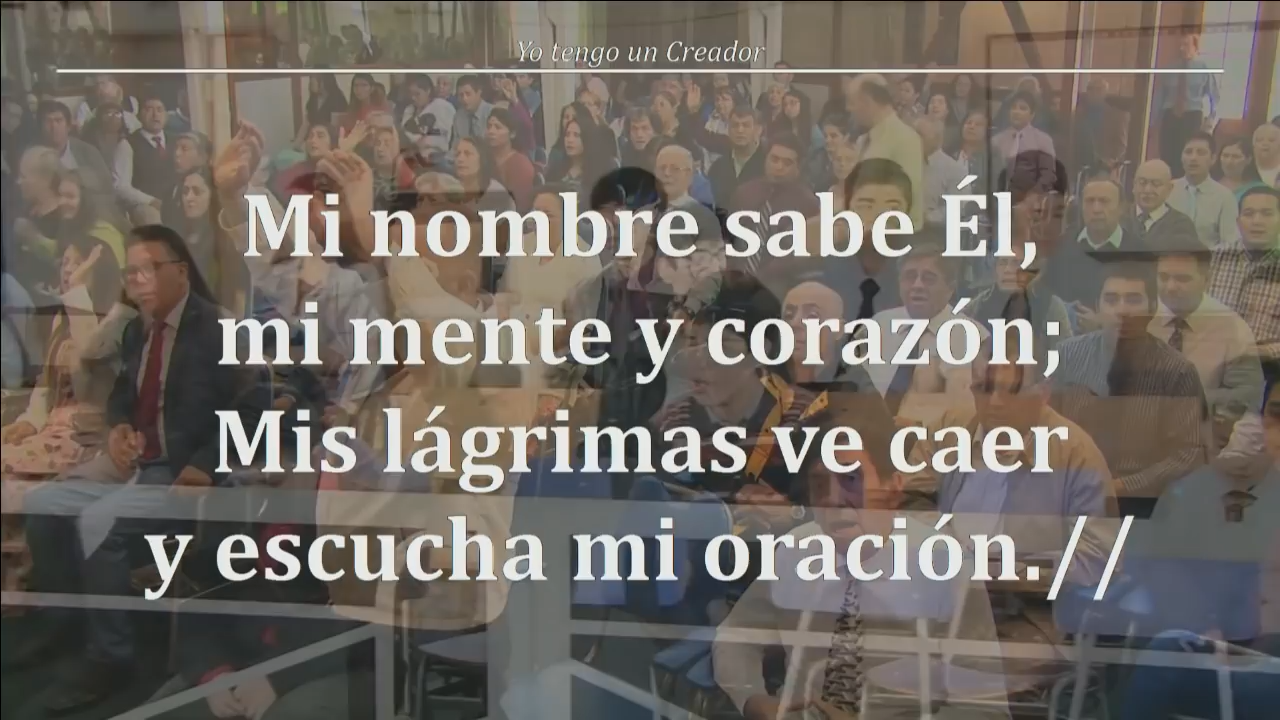 Yo tengo un Creador
Mi nombre sabe Él,
mi mente y corazón;
Mis lágrimas ve caer
y escucha mi oración.//